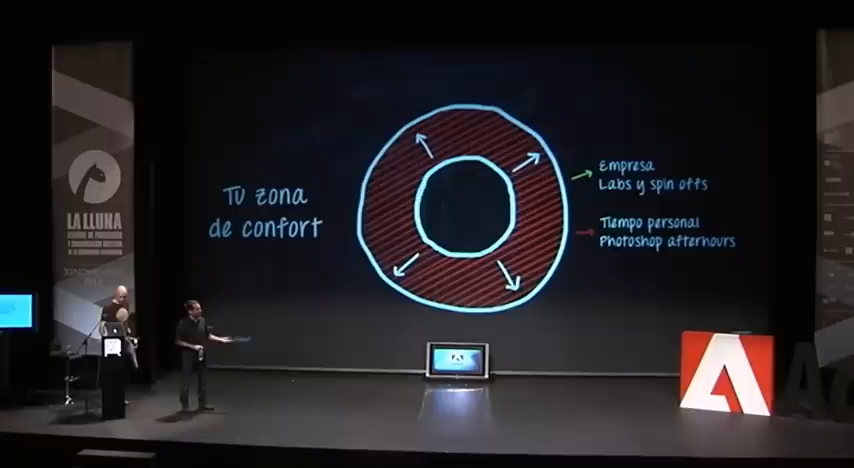 Tu zona
de confort
Empresa
Labs y spin offs
Tiempo personal
Photoshop afterhours
LA LLUNA